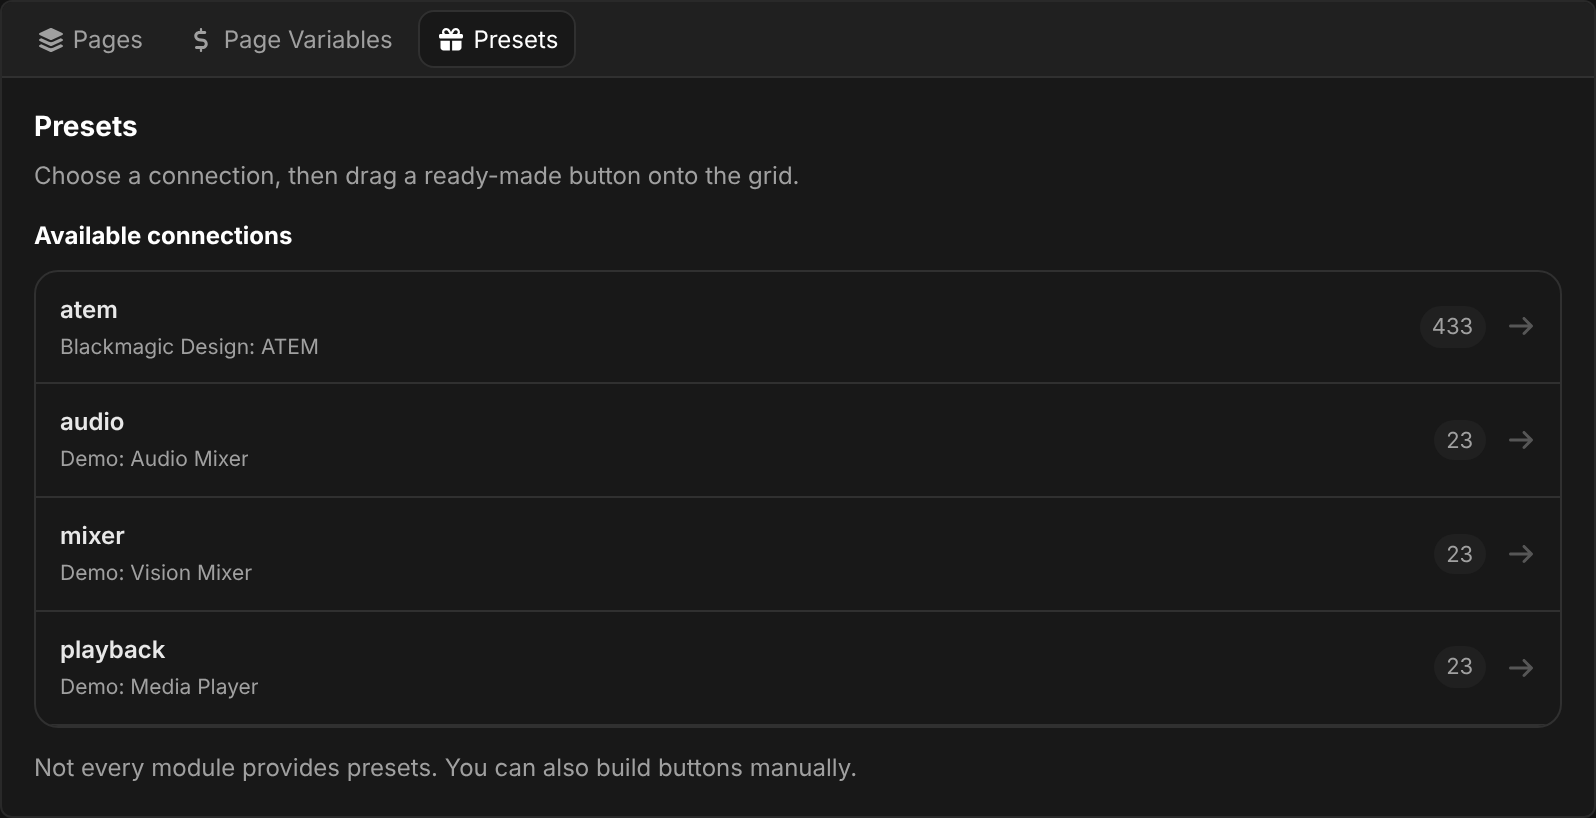 Pages
Page Variables
Presets
Presets
Choose a connection, then drag a ready-made button onto the grid.
Available connections
atem
Blackmagic Design: ATEM
433
audio
Demo: Audio Mixer
23
mixer
Demo: Vision Mixer
23
playback
Demo: Media Player
23
Not every module provides presets. You can also build buttons manually.